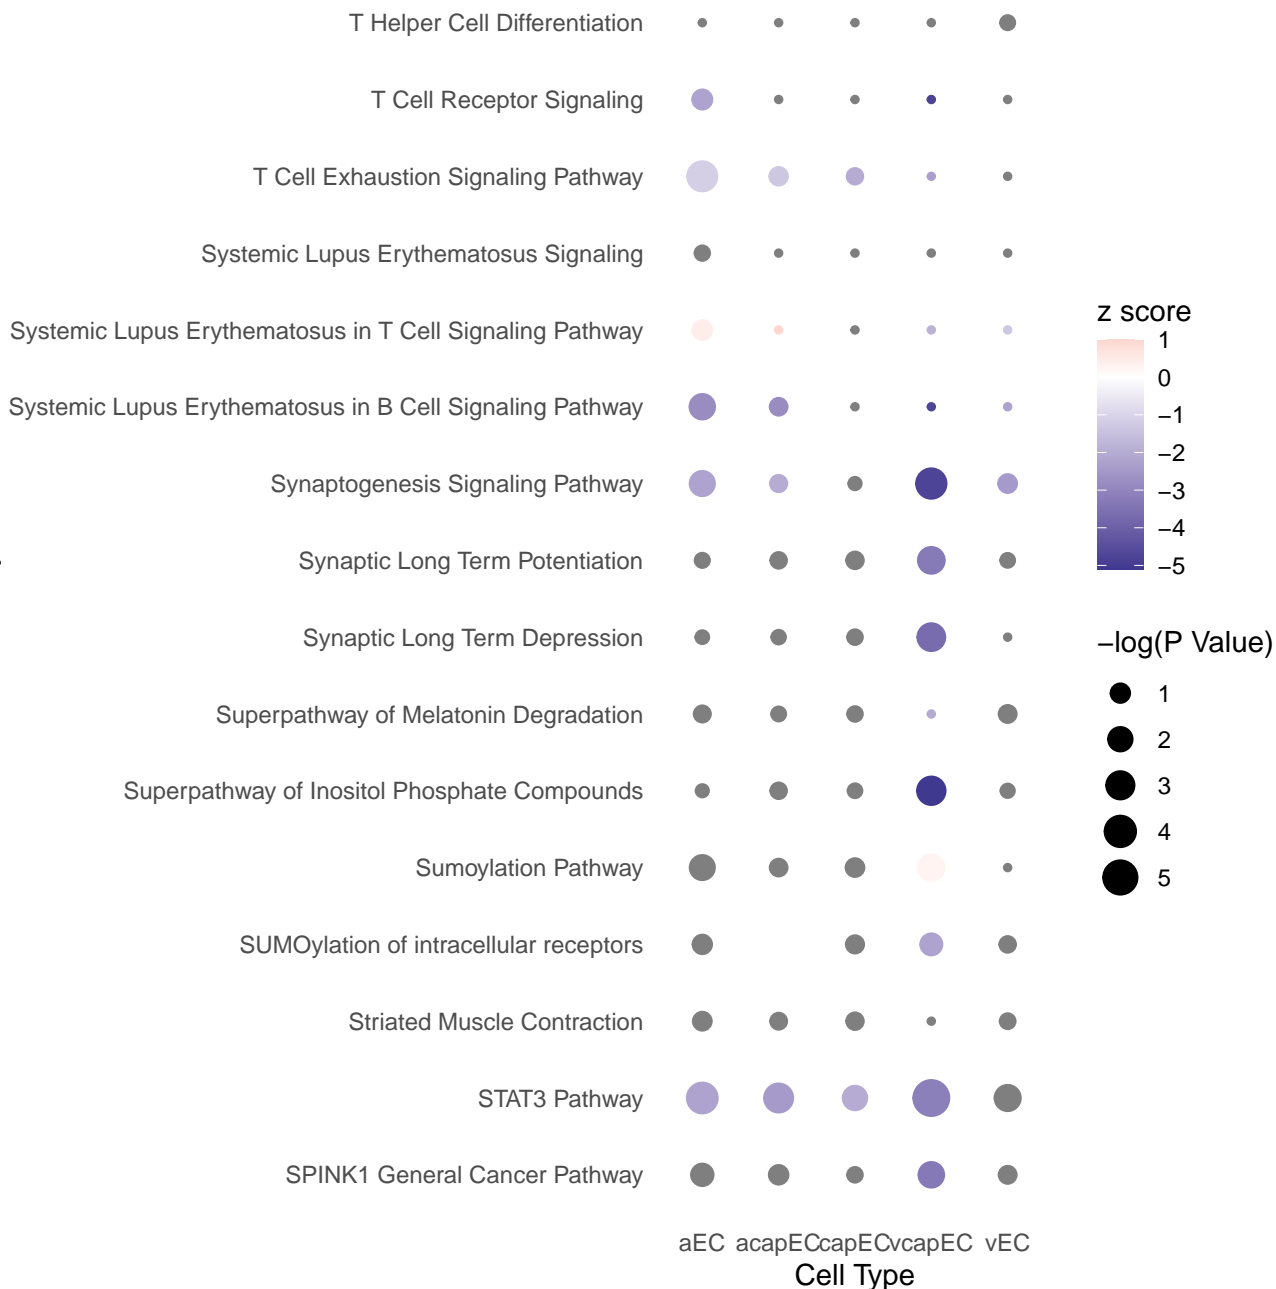 T Helper Cell Differentiation
T Cell Receptor Signaling
T Cell Exhaustion Signaling Pathway
Systemic Lupus Erythematosus Signaling
Systemic Lupus Erythematosus in T Cell Signaling Pathway
Systemic Lupus Erythematosus in B Cell Signaling Pathway
Synaptogenesis Signaling Pathway
Synaptic Long Term Potentiation
Synaptic Long Term Depression
Superpathway of Melatonin Degradation
Superpathway of Inositol Phosphate Compounds
Sumoylation Pathway
SUMOylation of intracellular receptors
Striated Muscle Contraction
STAT3 Pathway
SPINK1 General Cancer Pathway
aEC acapEC capEC vcapEC vEC
Cell Type
z score
1
0
−1
−2
−3
−4
−5
−log(P Value)
1
2
3
4
5